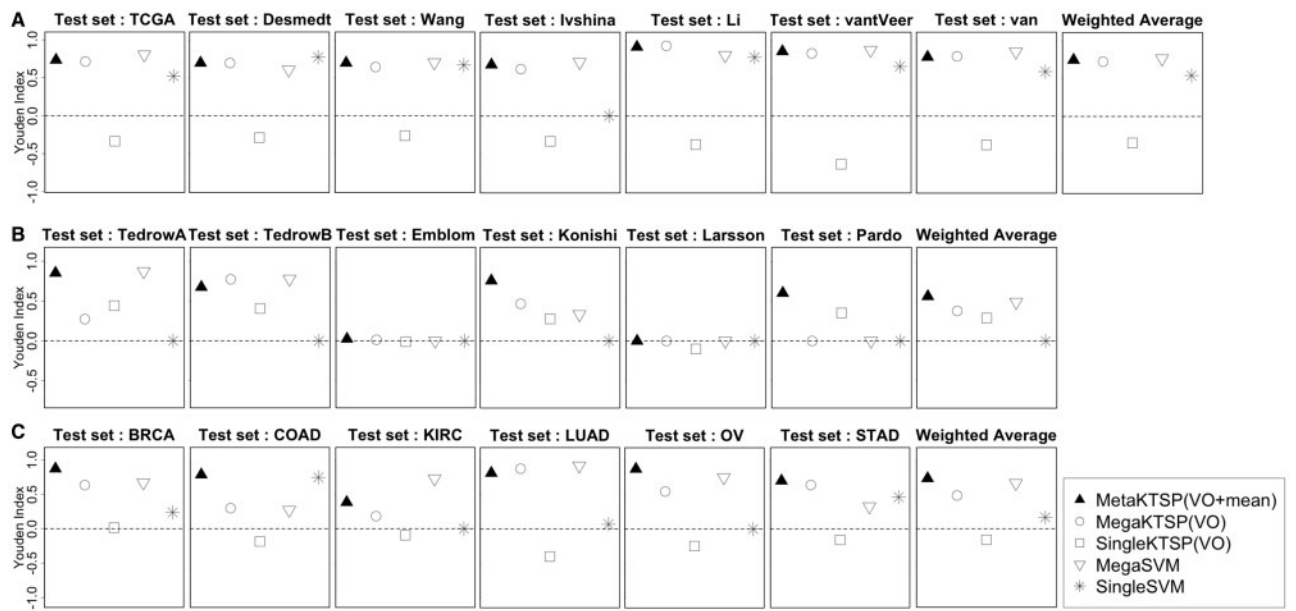 A
Test set : TCGA
Test set : Desmedt
Test set : Wang
Test set : Ivshina
Test set : Li
Test set : vantVeer
Test set : van
Weighted Average
Youden Index
1.0
0.5
0.0
-0.5
-1.0
B
Test set : TedrowA
Test set : TedrowB
Test set : Emblom
Test set : Konishi
Test set : Larsson
Test set : Pardo
Weighted Average
Youden Index
1.0
0.5
0.0
-0.5
C
Test set : BRCA
Test set : COAD
Test set : KIRC
Test set : LUAD
Test set : OV
Test set : STAD
Weighted Average
Youden Index
1.0
0.5
0.0
-0.5
-1.0
MetaKTSP(VO+mean)
MegaKTSP(VO)
SingleKTSP(VO)
MegaSVM
SingleSVM